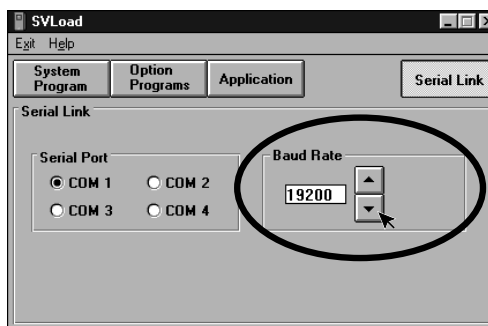 SVLoad
Exit Help
System Program
Option Programs
Application
Serial Link
Serial Link
Serial Port
COM 1
COM 2
COM 3
COM 4
Baud Rate
19200